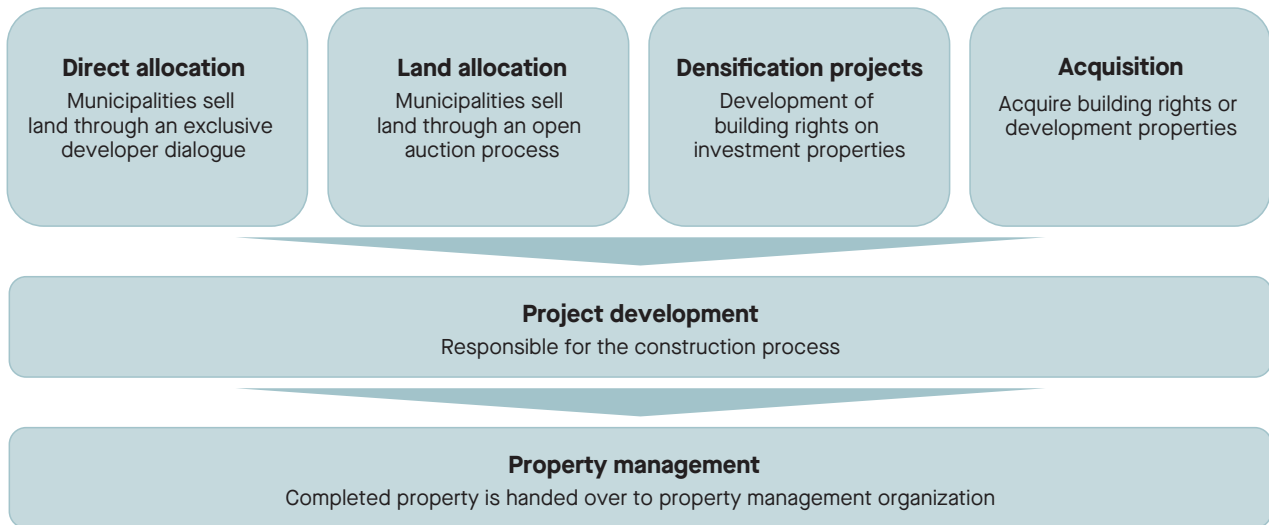 Direct allocation
Municipalities sell
land through an exclusive
developer dialogue
Land allocation
Municipalities sell
land through an open
auction process
Densification projects
Development of
building rights on
investment properties
Acquisition
Acquire building rights or
development properties
Project development
Responsible for the construction process
Property management
Completed property is handed over to property management organization